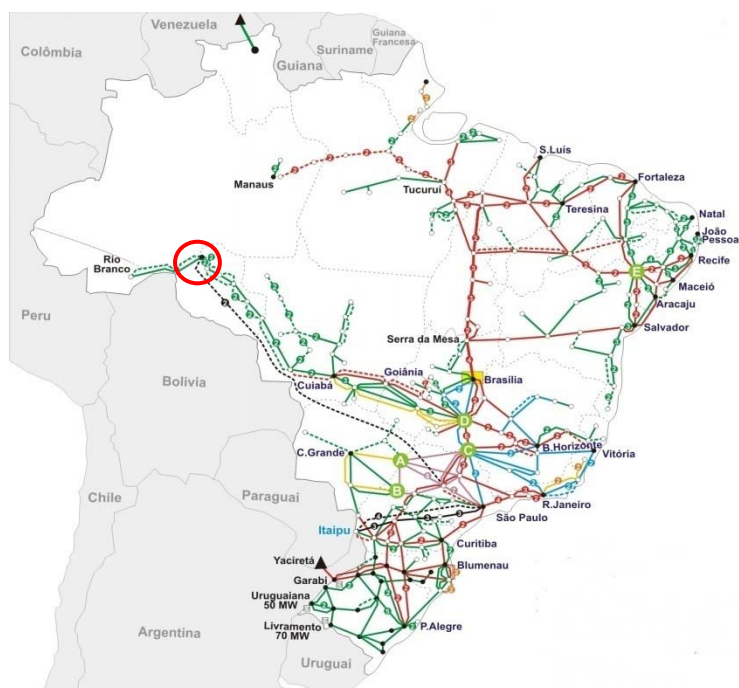 Venezuela
Guiana
Francesa
Colômbia
Suriname
Guiana
Manaus
Tucuruí
S.Luis
Fortaleza
Teresina
Natal
João
Pessoa
Rio
Branco
Recife
E
Maceió
Aracaju
Salvador
Peru
Serra da Mesa
Bolivia
Goiânia
Brasília
Cuiabá
D
B.Horizonte
C.Grande
A
C
Vitória
B
Paraguai
R.Janeiro
São Paulo
Chile
Itaipu
Curitiba
Yaciretá
Blumenau
Garabi
Uruguaiana
50 MW
Livramento
70 MW
P.Alegre
Argentina
Uruguai